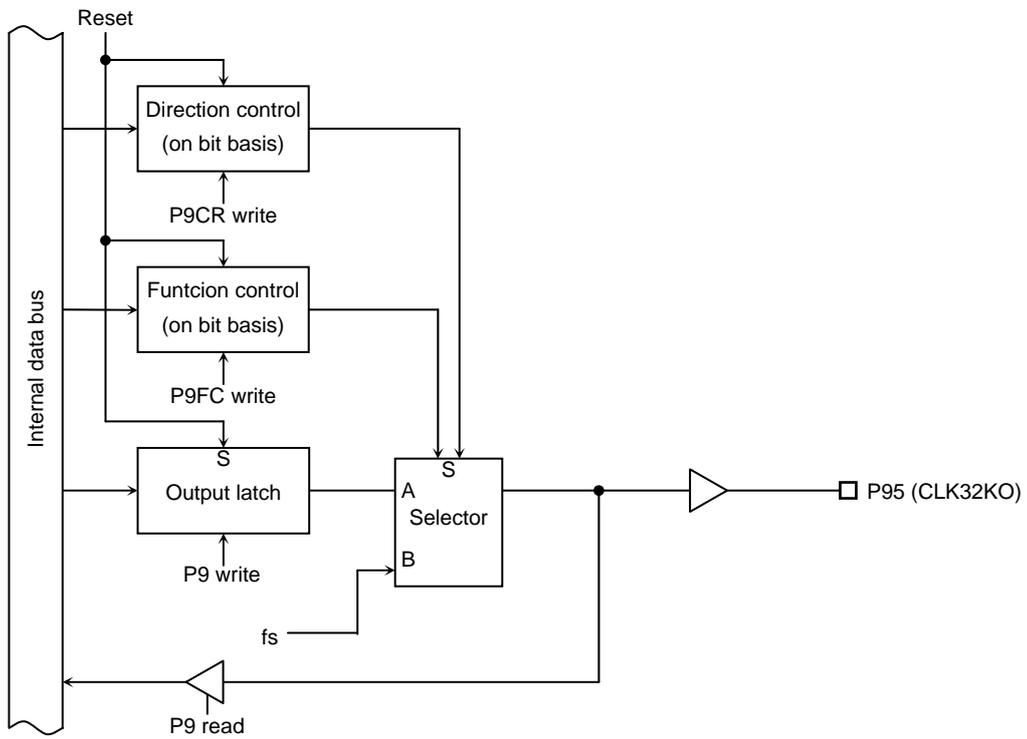 Reset
Direction control
(on bit basis)
P9CR write
Funtcion control
(on bit basis)
P9FC write
Internal data bus
S
Output latch
P9 write
S
A
Selector
B
P95 (CLK32KO)
fs
P9 read